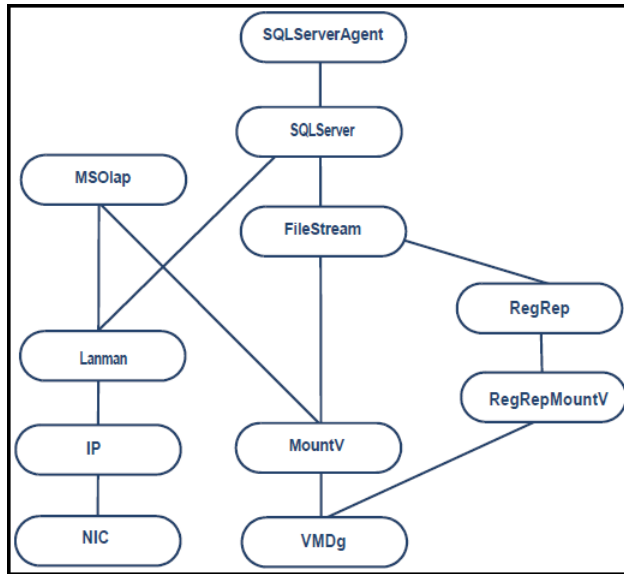 SQLServerAgent
SQLServer
MSOlap
FileStream
RegRep
Lanman
RegRepMountV
IP
MountV
NIC
VMDg